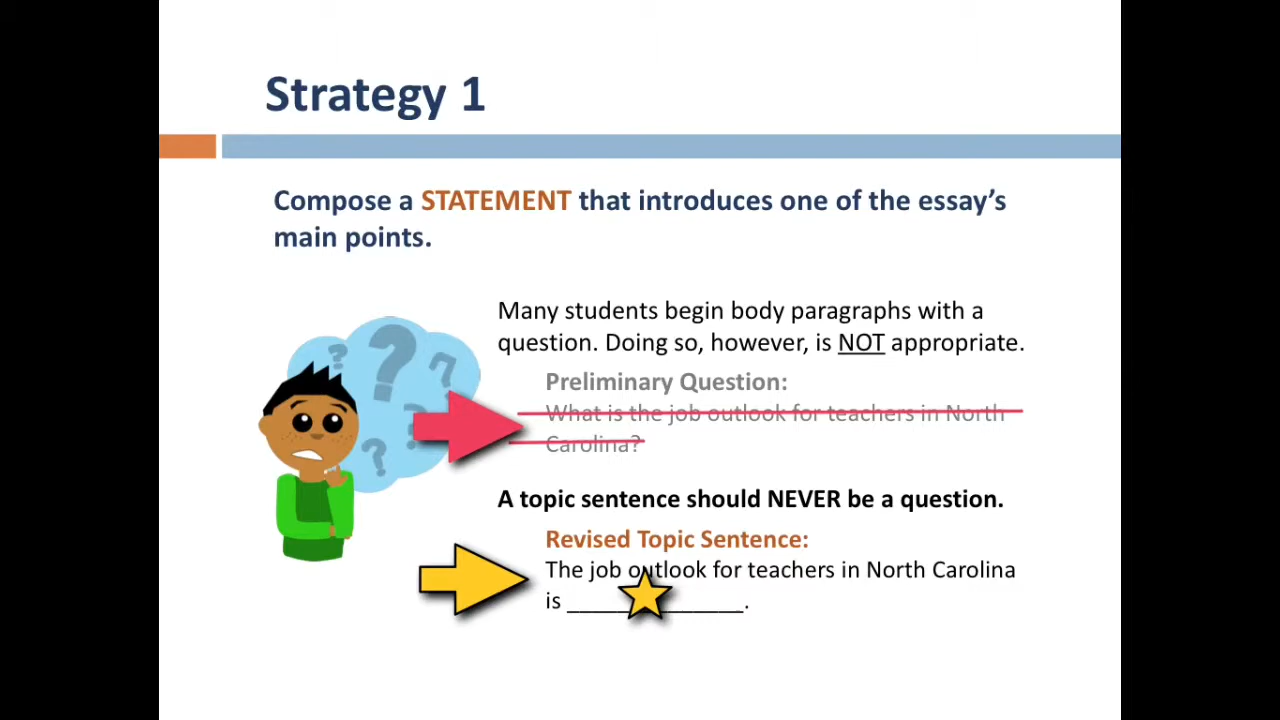 Strategy 1
Compose a STATEMENT that introduces one of the essay’s
main points.
Many students begin body paragraphs with a
question. Doing so, however, is NOT appropriate.
Preliminary Question:
What is the job outlook for teachers in North
Carolina?
A topic sentence should NEVER be a question.
Revised Topic Sentence:
The job outlook for teachers in North Carolina
is ______________.